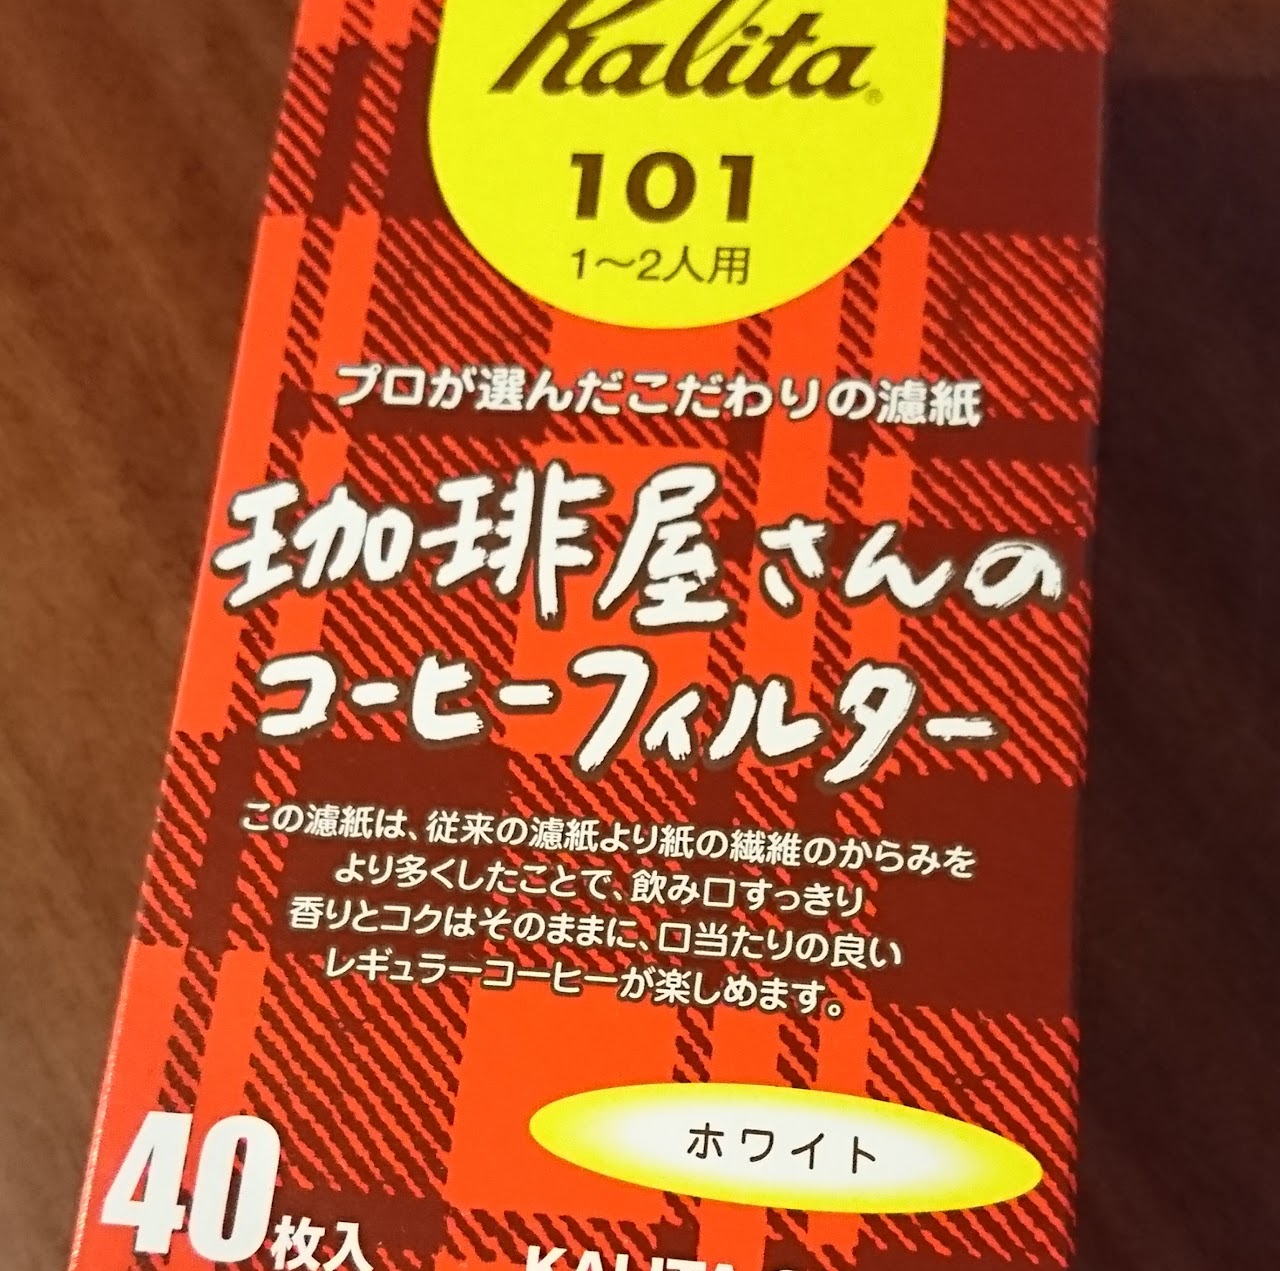 Kalita®
101
1〜2人用
プロが選んだこだわりの濾紙
珈琲屋さんの
コーヒーフィルター
この濾紙は、従来の濾紙より紙の繊維のからみを
より多くしたことで、飲み口すっきり
香りとコクはそのままに、口当たりの良い
レギュラーコーヒーが楽しめます。
ホワイト
40枚入
KALITA